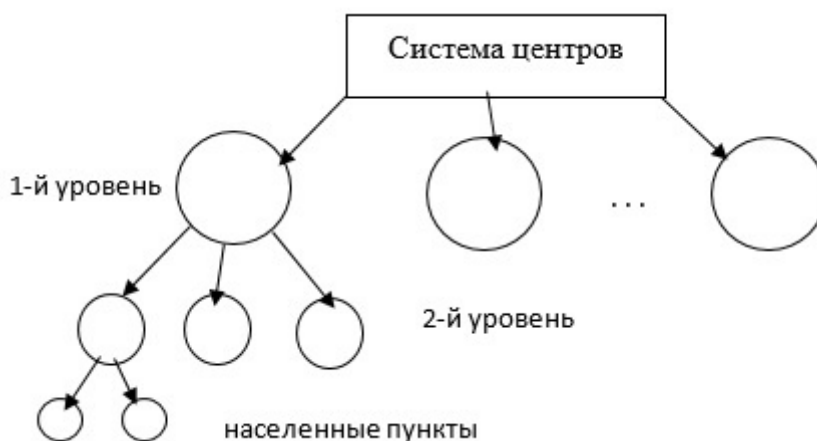 Система центров
1-й уровень
...
2-й уровень
населенные пункты